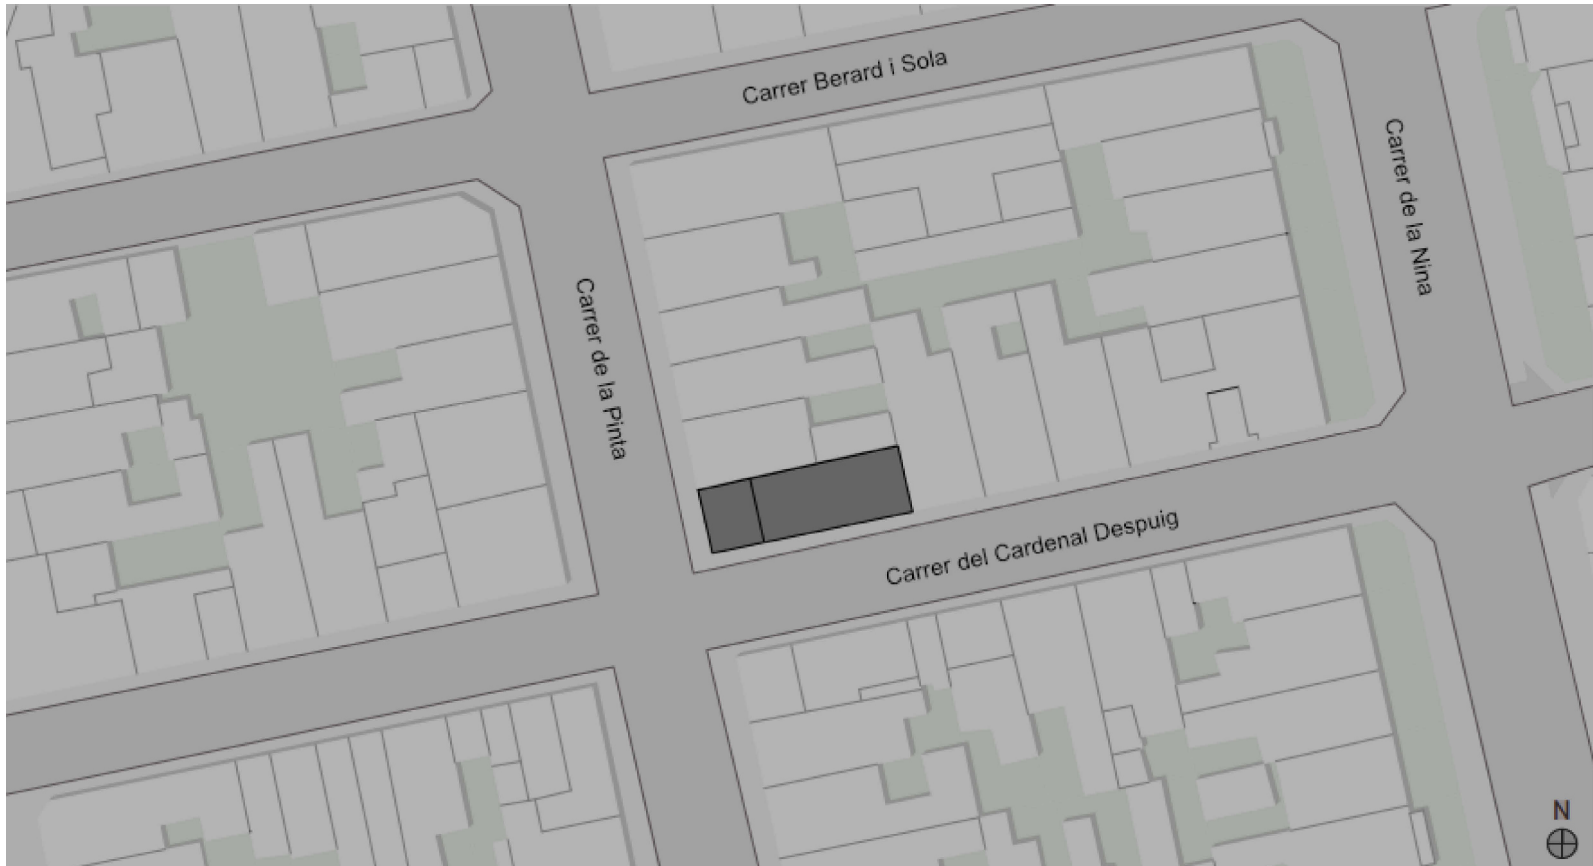 Carrer Berard i Sola
Carrer de la Nina
Carrer de la Pinta
Carrer del Cardenal Despuig
N